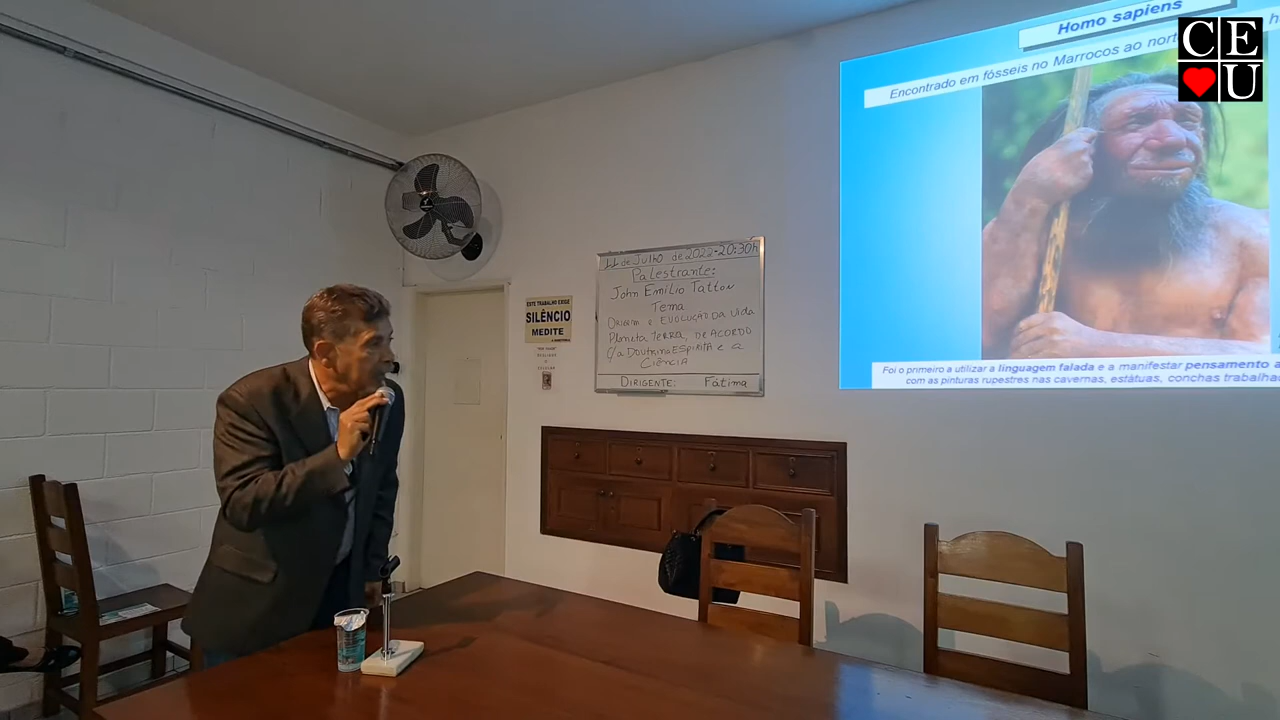 Homo sapiens
Encontrado em fósseis no Marrocos ao nort
CE
U
Foi o primeiro a utilizar a linguagem falada e a manifestar pensamento a
com as pinturas rupestres nas cavernas, estátuas, conchas trabalha
11 de Julho de 2022-20:30h
Palestrante:
John Emilio Tatton
Tema
ORIGEM e EVOLUÇÃO DA Vida
Planeta TERRA, DE ACORDO
C/a DOUTRINA ESPIRITA e a
Ciência
DIRIGENTE: Fátima
ESTE TRABALHO EXIGE
SILÊNCIO
MEDITE